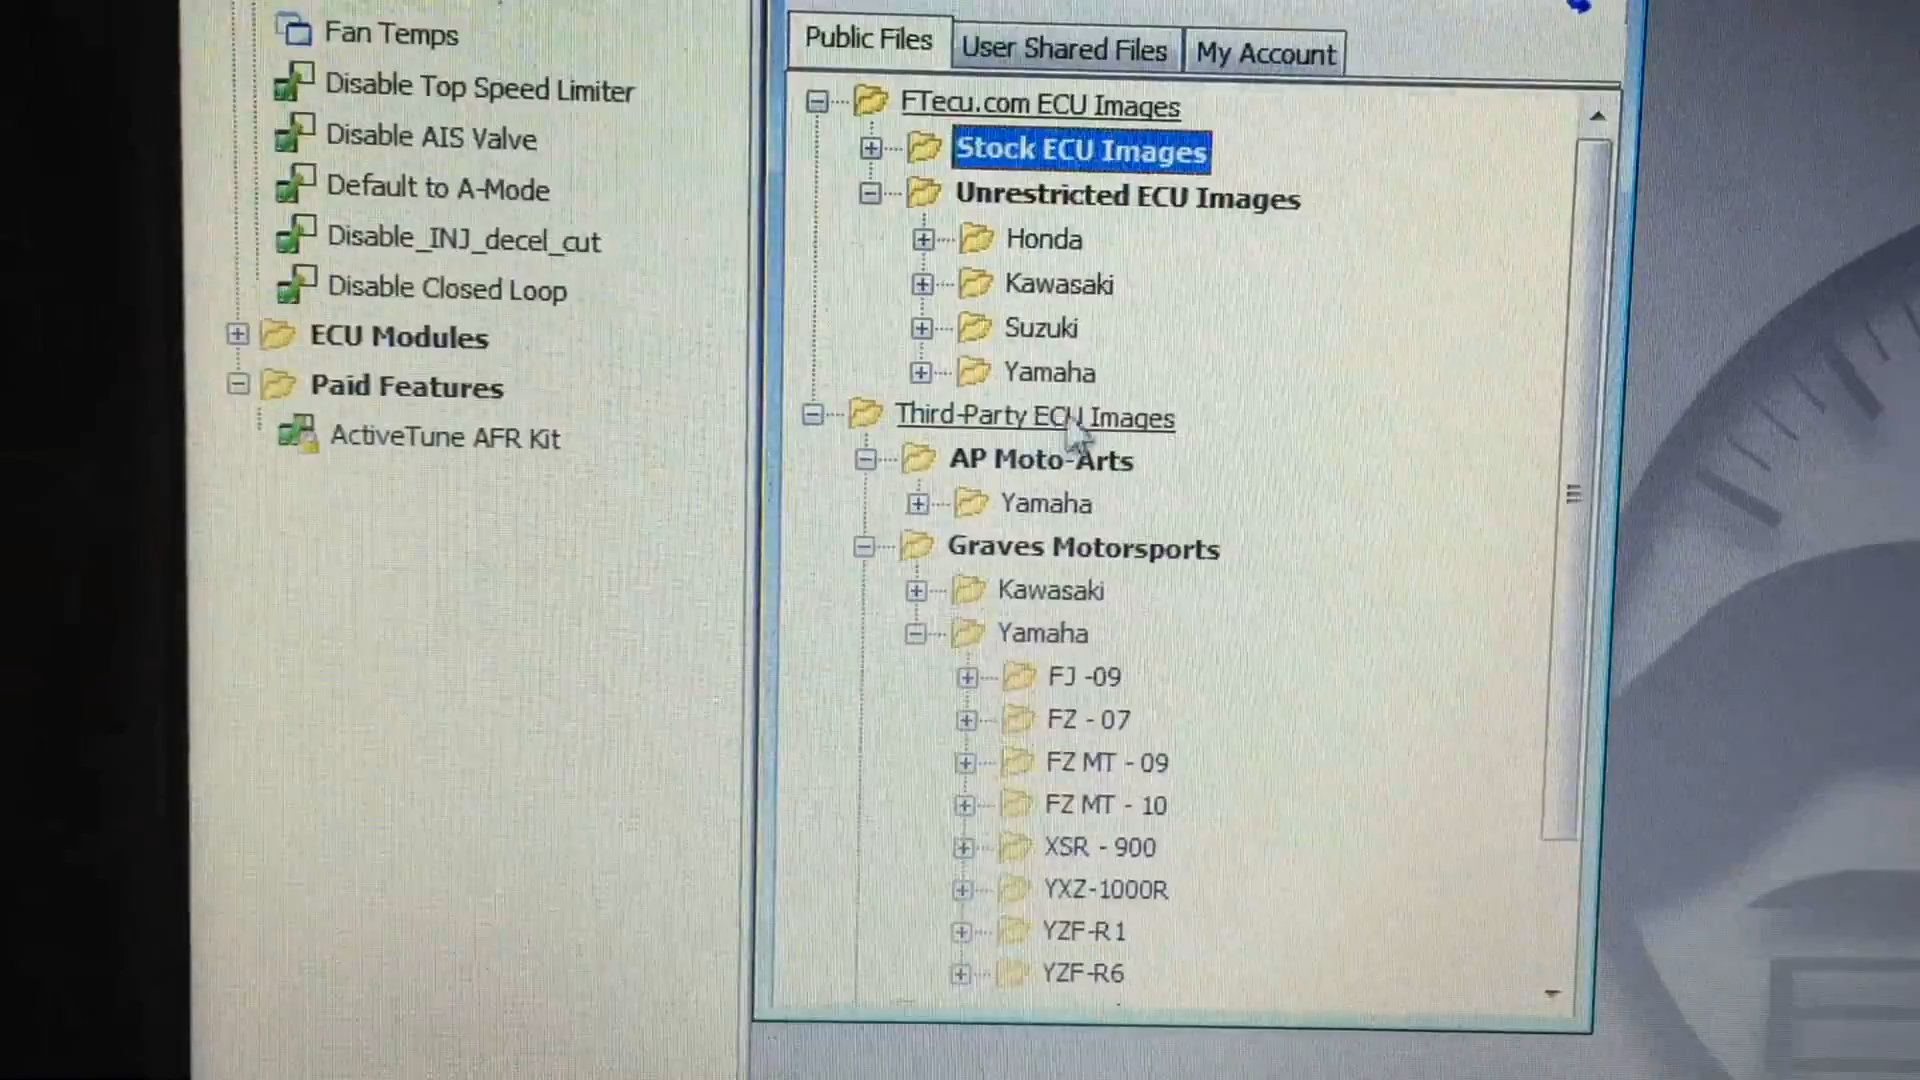 Fan Temps
Disable Top Speed Limiter
Disable AIS Valve
Default to A-Mode
Disable_INJ_decel_cut
Disable Closed Loop
ECU Modules
Paid Features
ActiveTune AFR Kit
Public Files
User Shared Files
My Account
FTecu.com ECU Images
Stock ECU Images
Unrestricted ECU Images
Honda
Kawasaki
Suzuki
Yamaha
Third-Party ECU Images
AP Moto-Arts
Yamaha
Graves Motorsports
Kawasaki
Yamaha
FJ -09
FZ - 07
FZ MT - 09
FZ MT - 10
XSR - 900
YXZ-1000R
YZF-R1
YZF-R6